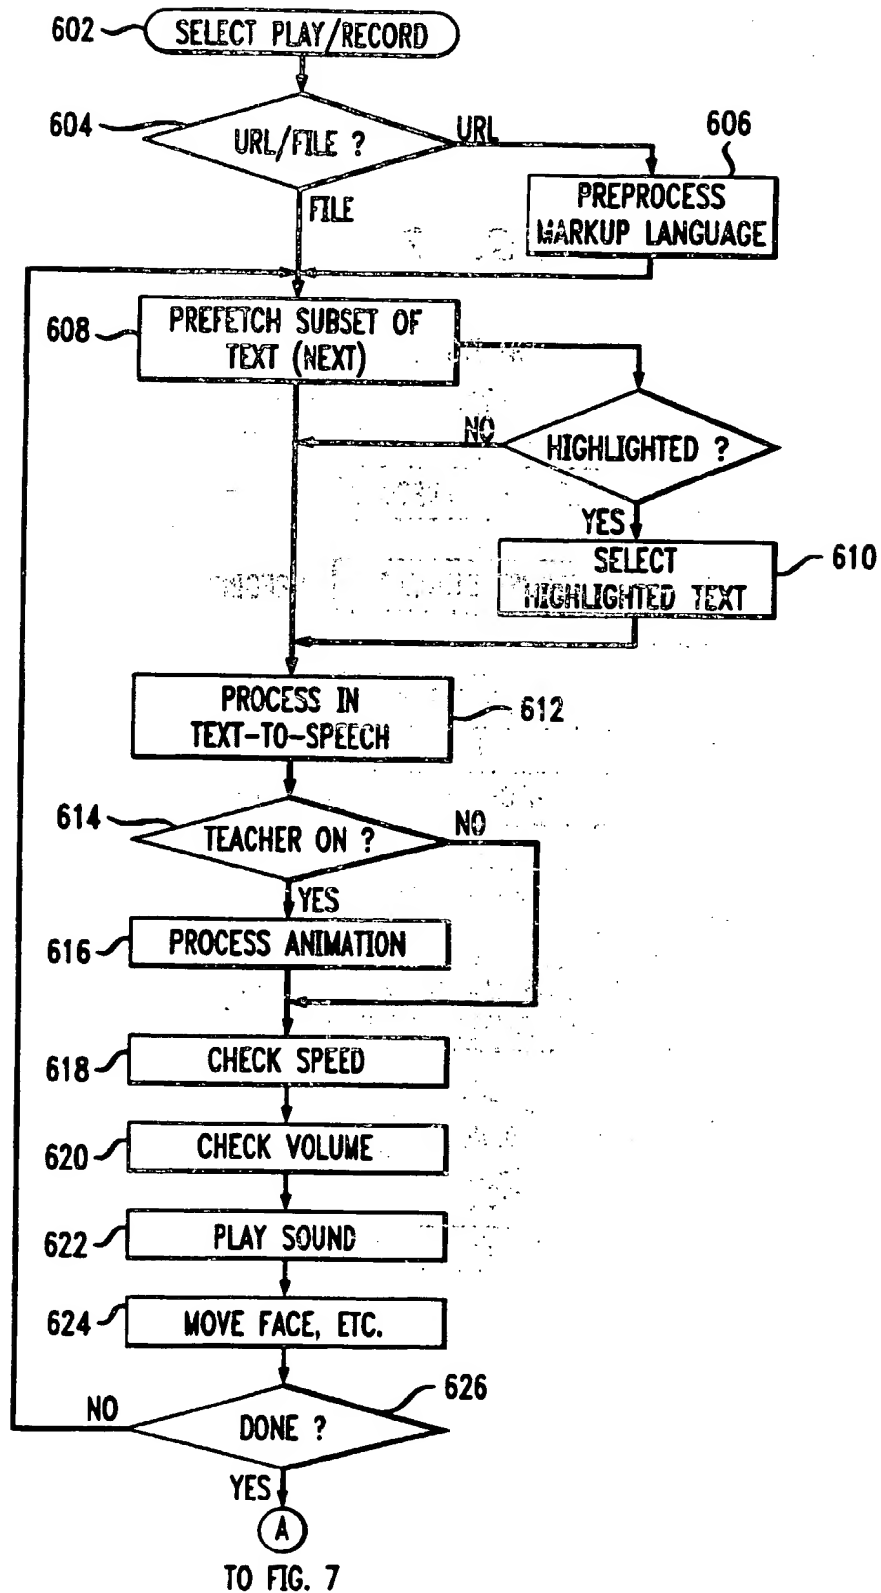 602
SELECT PLAY/RECORD
604
URL/FILE ?
URL
606
PREPROCESS
MARKUP LANGUAGE
FILE
608
PREFETCH SUBSET OF
TEXT (NEXT)
NO
HIGHLIGHTED ?
YES
SELECT
HIGHLIGHTED TEXT
610
PROCESS IN
TEXT-TO-SPEECH
612
614
TEACHER ON ?
NO
YES
616
PROCESS ANIMATION
618
CHECK SPEED
620
CHECK VOLUME
622
PLAY SOUND
624
MOVE FACE, ETC.
626
NO
DONE ?
YES
A
TO FIG. 7